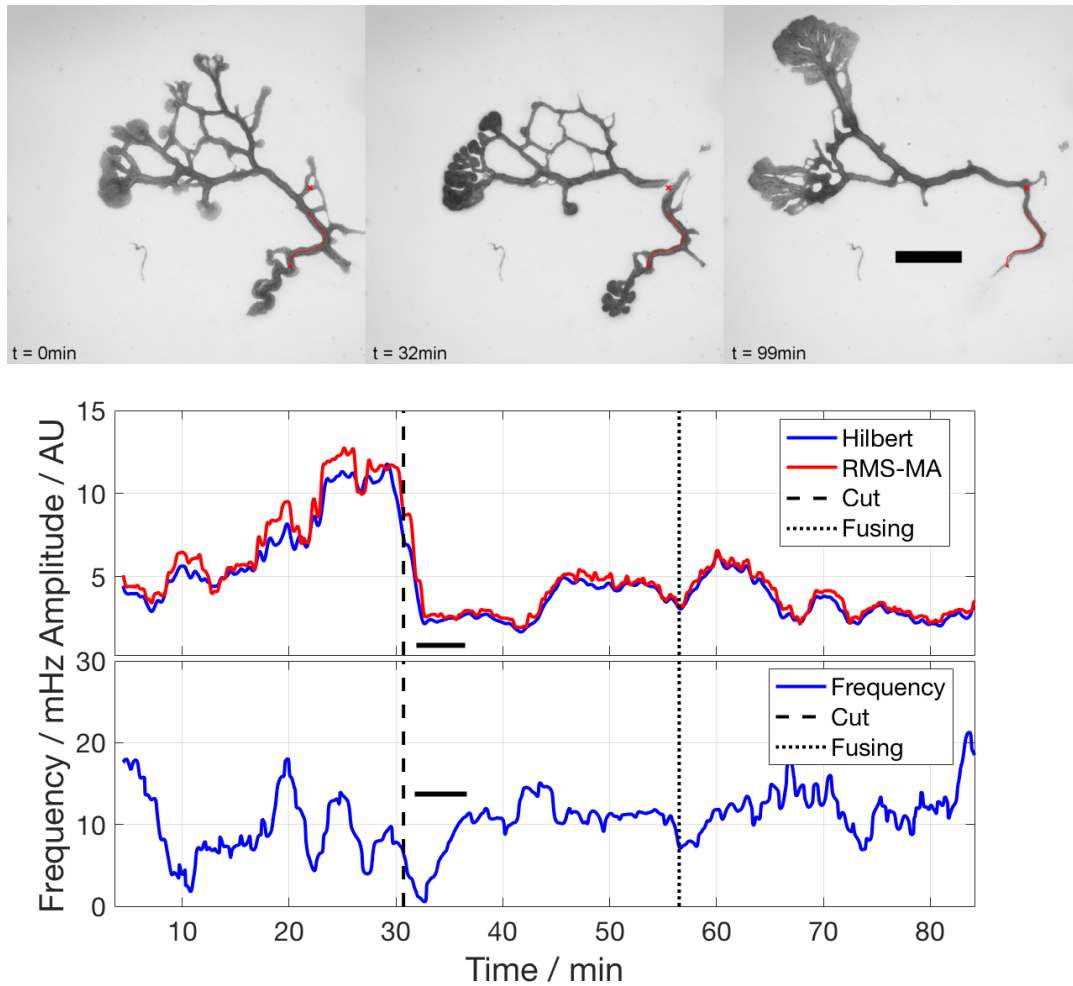 t = 0min
t = 32min
t = 99min
Amplitude / AU
15
10
5
Hilbert
RMS-MA
Cut
Fusing
Frequency / mHz
30
20
10
0
Frequency
Cut
Fusing
10
20
30
40
50
60
70
80
Time / min